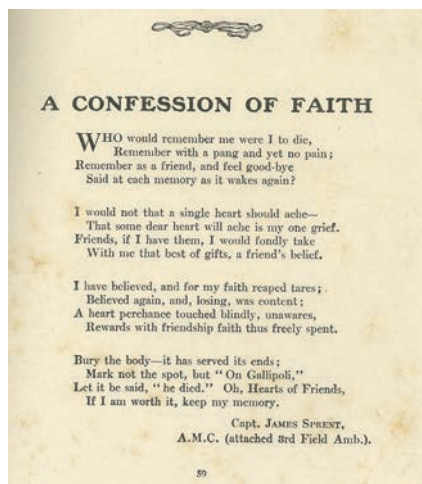 A CONFESSION OF FAITH
WHO would remember me were I to die,
Remember with a pang and yet no pain;
Remember as a friend, and feel good-bye
Said at each memory as it wakes again?
I would not that a single heart should ache—
That some dear heart will ache is my one grief.
Friends, if I have them, I would fondly take
With me that best of gifts, a friend's belief.
I have believed, and for my faith reaped tares;
Believed again, and, losing, was content;
A heart perchance touched blindly, unawares,
Rewards with friendship faith thus freely spent.
Bury the body—it has served its ends;
Mark not the spot, but "On Gallipoli,"
Let it be said, "he died." Oh, Hearts of Friends,
If I am worth it, keep my memory.
Capt. JAMES SPRENT,
A.M.C. (attached 3rd Field Amb.).
59